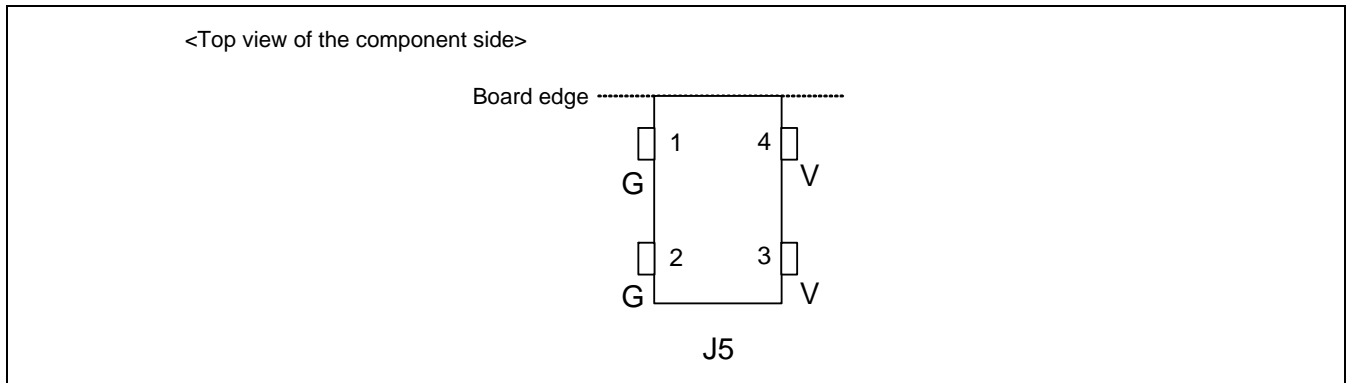 <Top view of the component side>
Board edge
1 4
G V
2 3
G V
J5